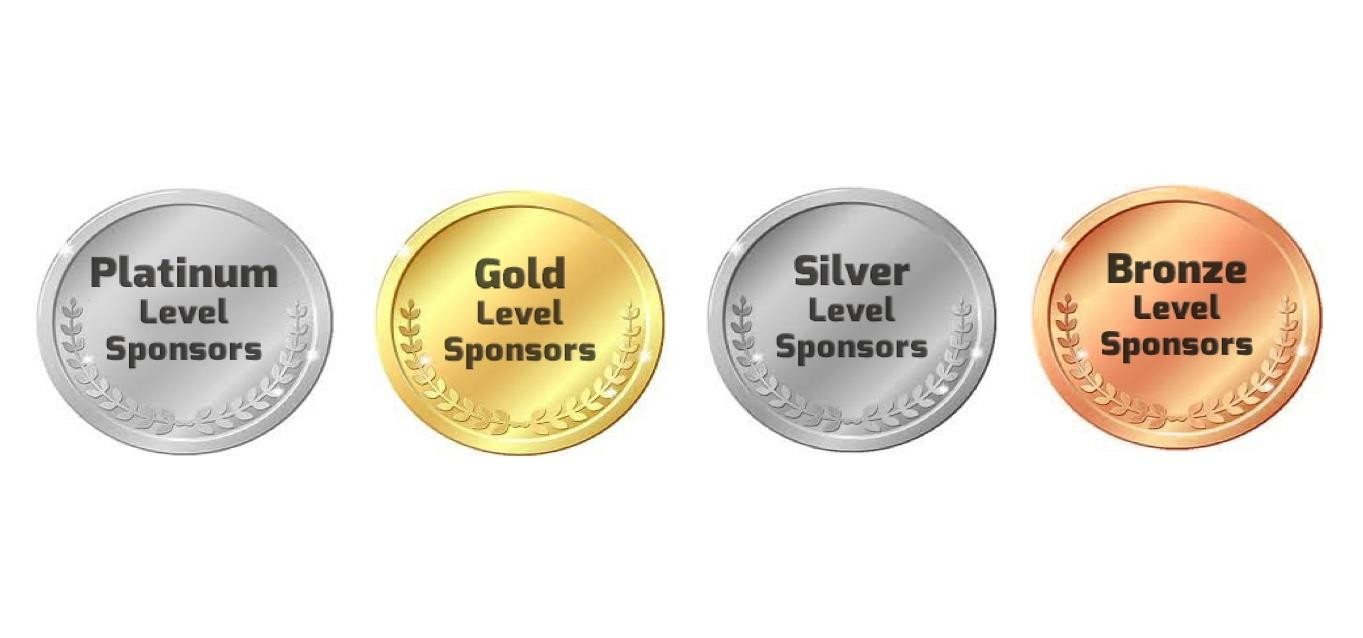 Platinum
Level
Sponsors
Gold
Level
Sponsors
Silver
Level
Sponsors
Bronze
Level
Sponsors